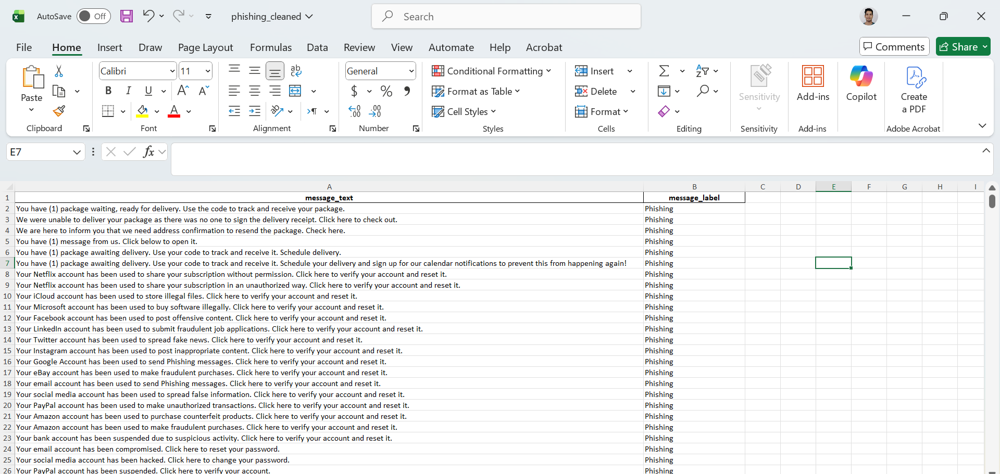 AutoSave Off phishing_cleaned Search
File Home Insert Draw Page Layout Formulas Data Review View Automate Help Acrobat Comments Share
Paste
Clipboard
Calibri 11
B I U
Font
ab
Alignment
General
$ % 9
Number
Conditional Formatting
Format as Table
Cell Styles
Styles
Insert
Delete
Format
Cells
Editing
Sensitivity
Sensitivity
Add-ins
Add-ins
Copilot
Create
a PDF
Adobe Acrobat
E7 fx
A B C D E F G H I
1 message_text message_label
2 You have (1) package waiting, ready for delivery. Use the code to track and receive your package. Phishing
3 We were unable to deliver your package as there was no one to sign the delivery receipt. Click here to check out. Phishing
4 We are here to inform you that we need address confirmation to resend the package. Check here. Phishing
5 You have (1) message from us. Click below to open it. Phishing
6 You have (1) package awaiting delivery. Use your code to track and receive it. Schedule delivery. Phishing
7 You have (1) package awaiting delivery. Use your code to track and receive it. Schedule your delivery and sign up for our calendar notifications to prevent this from happening again! Phishing
8 Your Netflix account has been used to share your subscription without permission. Click here to verify your account and reset it. Phishing
9 Your Netflix account has been used to share your subscription in an unauthorized way. Click here to verify your account and reset it. Phishing
10 Your iCloud account has been used to store illegal files. Click here to verify your account and reset it. Phishing
11 Your Microsoft account has been used to buy software illegally. Click here to verify your account and reset it. Phishing
12 Your Facebook account has been used to post offensive content. Click here to verify your account and reset it. Phishing
13 Your LinkedIn account has been used to submit fraudulent job applications. Click here to verify your account and reset it. Phishing
14 Your Twitter account has been used to spread fake news. Click here to verify your account and reset it. Phishing
15 Your Instagram account has been used to post inappropriate content. Click here to verify your account and reset it. Phishing
16 Your Google Account has been used to send Phishing messages. Click here to verify your account and reset it. Phishing
17 Your eBay account has been used to make fraudulent purchases. Click here to verify your account and reset it. Phishing
18 Your email account has been used to send Phishing messages. Click here to verify your account and reset it. Phishing
19 Your social media account has been used to spread false information. Click here to verify your account and reset it. Phishing
20 Your PayPal account has been used to make unauthorized transactions. Click here to verify your account and reset it. Phishing
21 Your Amazon account has been used to purchase counterfeit products. Click here to verify your account and reset it. Phishing
22 Your Amazon account has been used to make fraudulent purchases. Click here to verify your account and reset it. Phishing
23 Your bank account has been suspended due to suspicious activity. Click here to verify your account and reset it. Phishing
24 Your email account has been compromised. Click here to reset your password. Phishing
25 Your social media account has been hacked. Click here to change your password. Phishing
26 Your PayPal account has been suspended. Click here to verify your account. Phishing